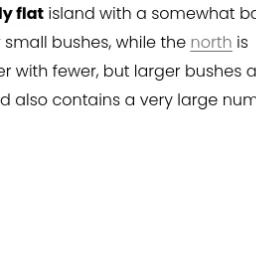 ly flat island with a somewhat ba
small bushes, while the north is
er with fewer, but larger bushes a
d also contains a very large num